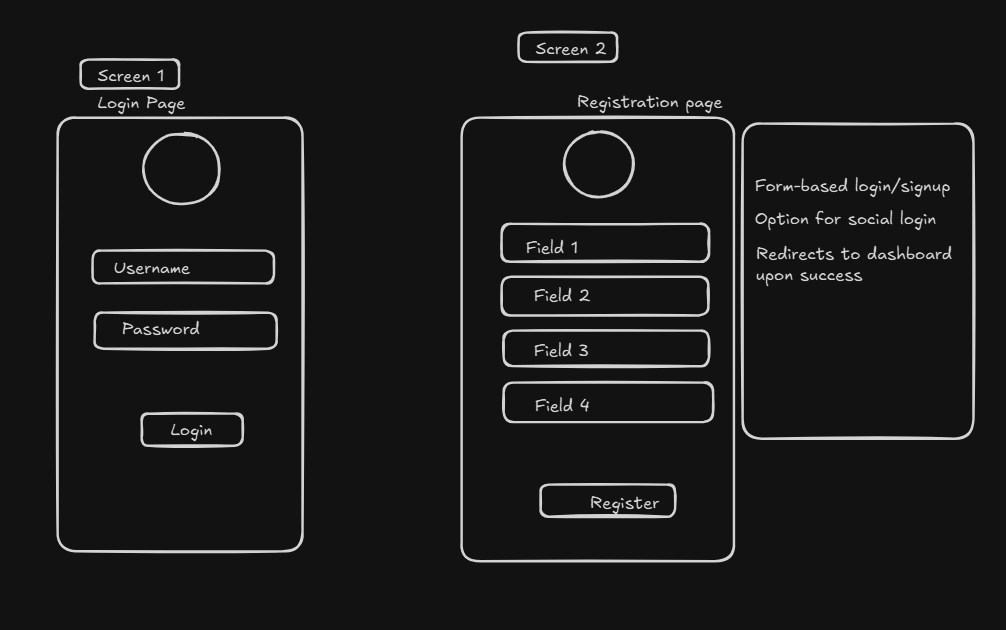 Screen 1
Login Page
Username
Password
Login
Screen 2
Registration page
Field 1
Field 2
Field 3
Field 4
Register
Form-based login/signup
Option for social login
Redirects to dashboard
upon success